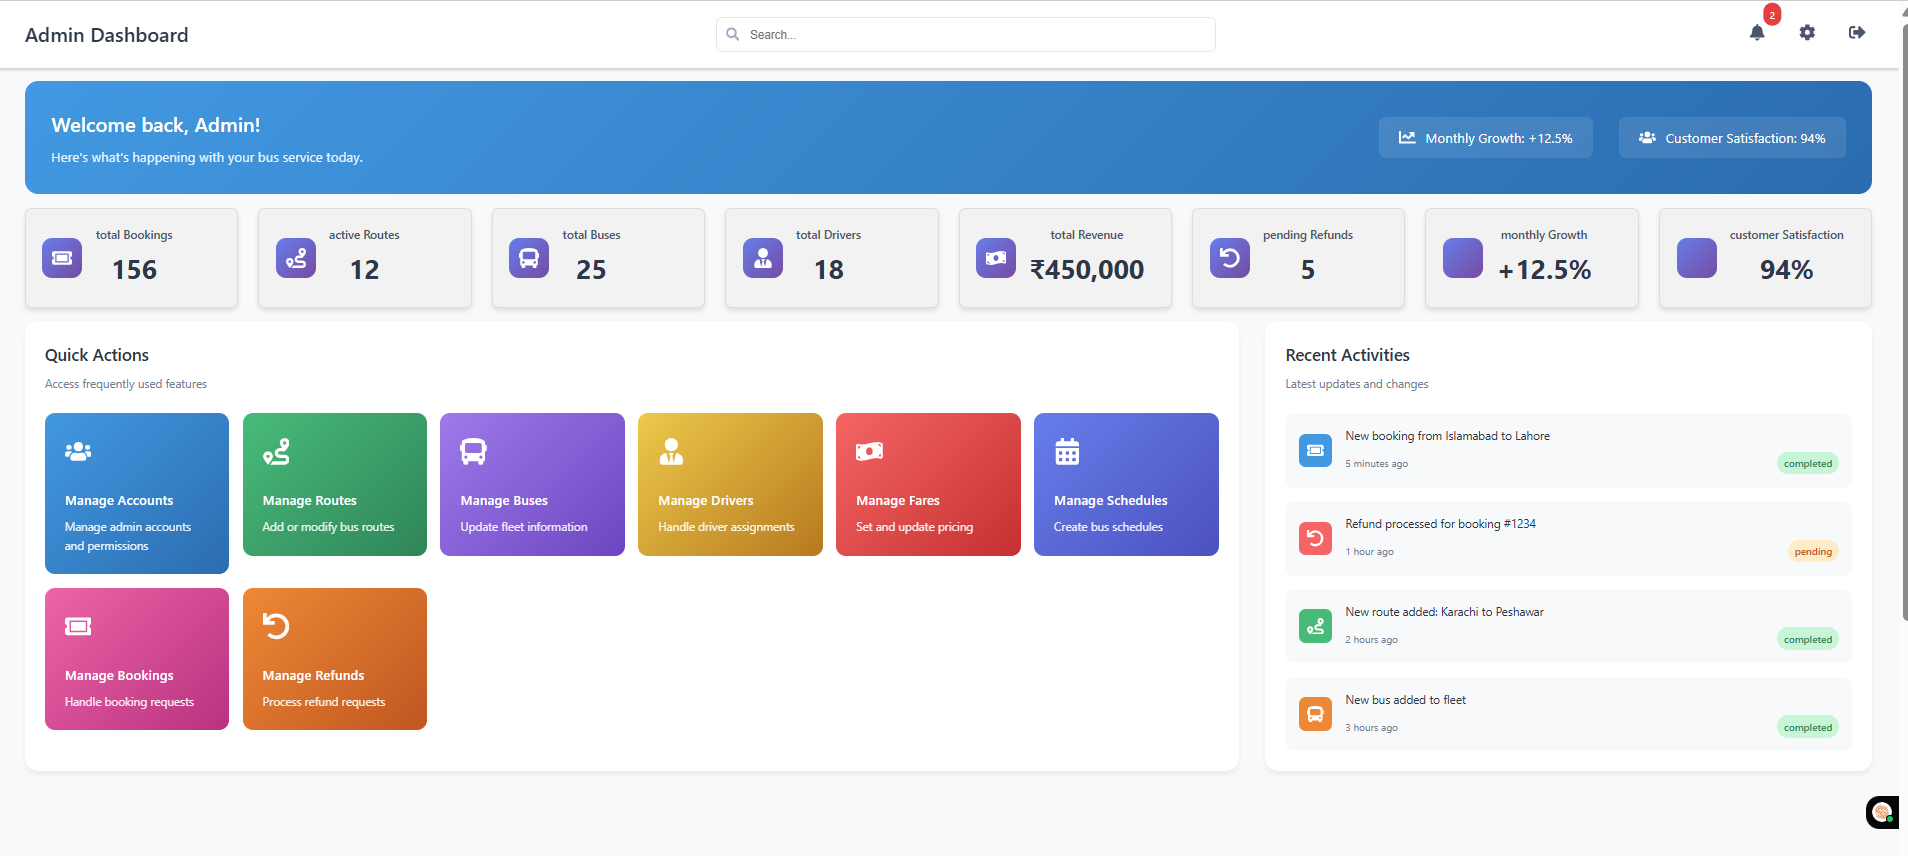 Admin Dashboard
Search...
2
Welcome back, Admin!
Here's what's happening with your bus service today.
Monthly Growth: +12.5%
Customer Satisfaction: 94%
total Bookings
156
active Routes
12
total Buses
25
total Drivers
18
total Revenue
₹450,000
pending Refunds
5
monthly Growth
+12.5%
customer Satisfaction
94%
Quick Actions
Access frequently used features
Manage Accounts
Manage admin accounts
and permissions
Manage Routes
Add or modify bus routes
Manage Buses
Update fleet information
Manage Drivers
Handle driver assignments
Manage Fares
Set and update pricing
Manage Schedules
Create bus schedules
Manage Bookings
Handle booking requests
Manage Refunds
Process refund requests
Recent Activities
Latest updates and changes
New booking from Islamabad to Lahore
5 minutes ago
completed
Refund processed for booking #1234
1 hour ago
pending
New route added: Karachi to Peshawar
2 hours ago
completed
New bus added to fleet
3 hours ago
completed